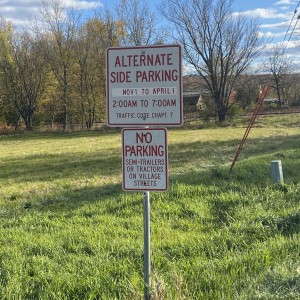 ALTERNATE
SIDE PARKING
NOV 1 TO APRIL 1
2:00AM TO 7:00AM
TRAFFIC CODE CHAPT. 7
NO
PARKING
SEMI-TRAILERS
OR TRACTORS
ON VILLAGE
STREETS